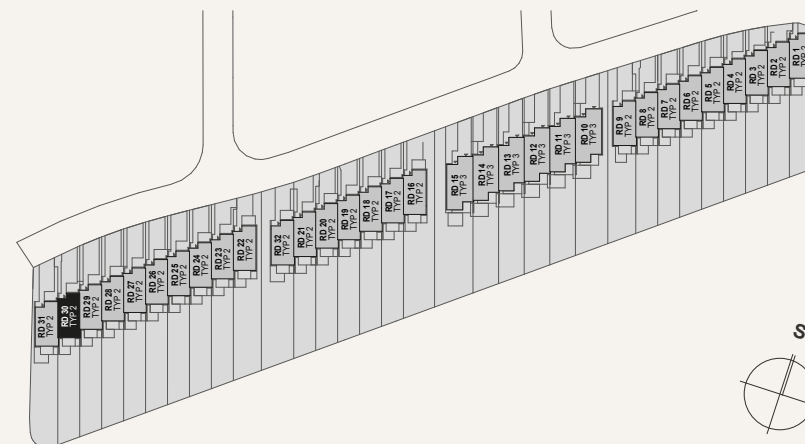 RD 31
TYP 2
RD 30
TYP 2
RD 29
TYP 2
RD 28
TYP 2
RD 27
TYP 2
RD 26
TYP 2
RD 25
TYP 2
RD 24
TYP 2
RD 23
TYP 2
RD 22
TYP 2
RD 32
TYP 2
RD 21
TYP 2
RD 20
TYP 2
RD 19
TYP 2
RD 18
TYP 2
RD 17
TYP 2
RD 16
TYP 2
RD 15
TYP 3
RD 14
TYP 3
RD 13
TYP 3
RD 12
TYP 3
RD 11
TYP 3
RD 10
TYP 3
RD 9
TYP 2
RD 8
TYP 2
RD 7
TYP 2
RD 6
TYP 2
RD 5
TYP 2
RD 4
TYP 2
RD 3
TYP 2
RD 2
TYP 2
RD 1
TYP 2
S